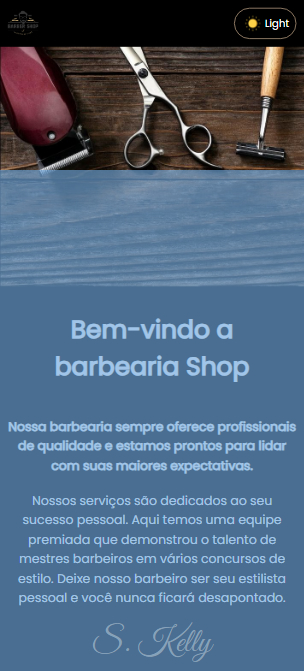 BARBER SHOP
Light
Bem-vindo a
barbearia Shop
Nossa barbearia sempre oferece profissionais
de qualidade e estamos prontos para lidar
com suas maiores expectativas.
Nossos serviços são dedicados ao seu
sucesso pessoal. Aqui temos uma equipe
premiada que demonstrou o talento de
mestres barbeiros em vários concursos de
estilo. Deixe nosso barbeiro ser seu estilista
pessoal e você nunca ficará desapontado.
S. Kelly